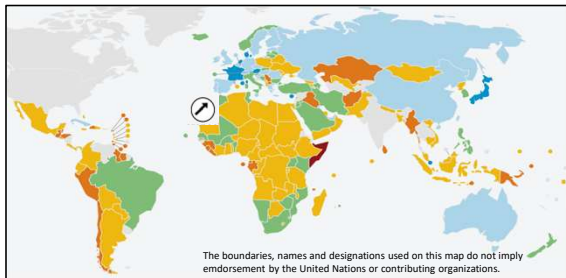 The boundaries, names and designations used on this map do not imply
endorsement by the United Nations or contributing organizations.